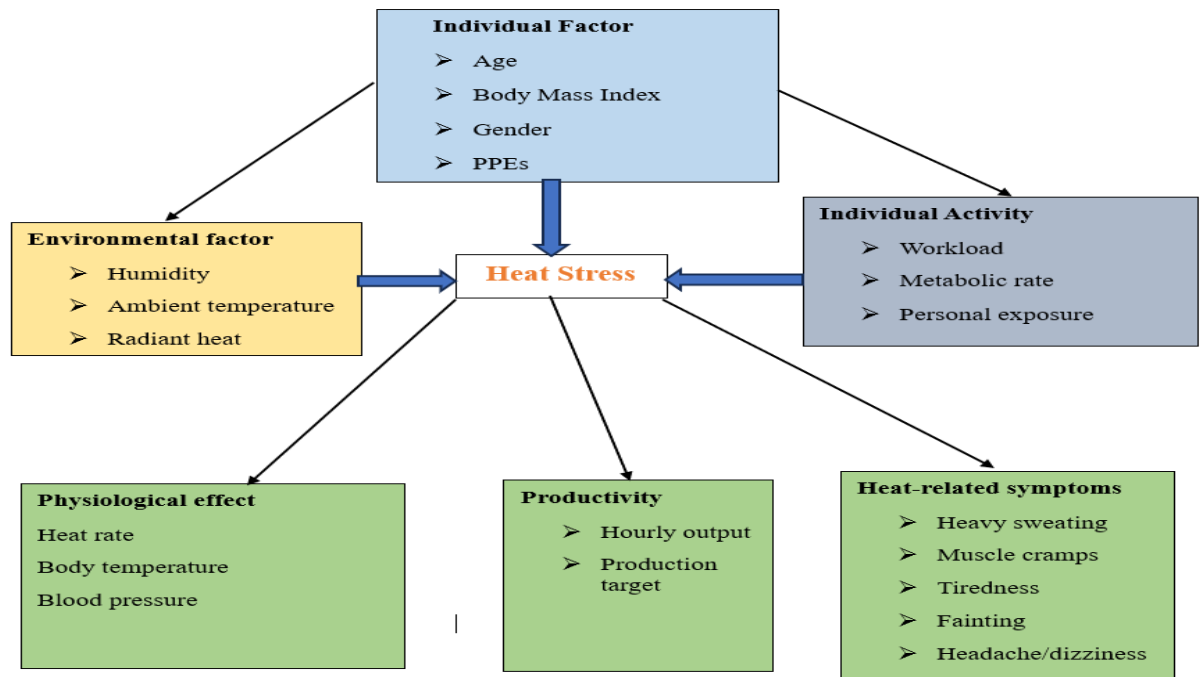 Individual Factor
➢ Age
➢ Body Mass Index
➢ Gender
➢ PPEs
Environmental factor
➢ Humidity
➢ Ambient temperature
➢ Radiant heat
Heat Stress
Individual Activity
➢ Workload
➢ Metabolic rate
➢ Personal exposure
Physiological effect
Heat rate
Body temperature
Blood pressure
Productivity
➢ Hourly output
➢ Production
target
Heat-related symptoms
➢ Heavy sweating
➢ Muscle cramps
➢ Tiredness
➢ Fainting
➢ Headache/dizziness